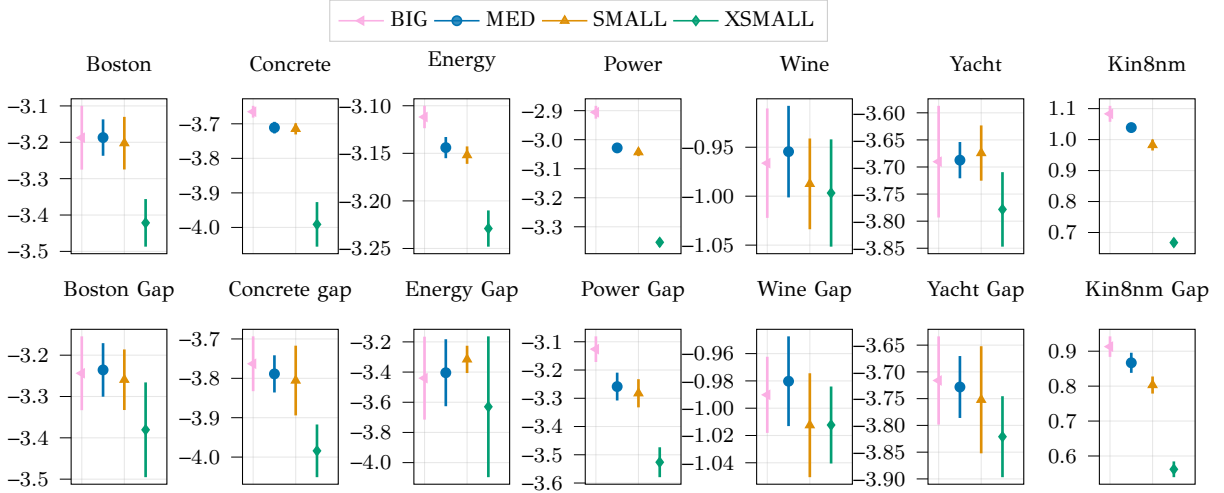 BIG MED SMALL XSMALL
Boston Concrete Energy Power Wine Yacht Kin8nm
−3.1 −3.2 −3.3 −3.4 −3.5
−3.7 −3.8 −3.9 −4.0
−3.10 −3.15 −3.20 −3.25
−2.9 −3.0 −3.1 −3.2 −3.3
−0.95 −1.00 −1.05
−3.60 −3.65 −3.70 −3.75 −3.80 −3.85
1.1 1.0 0.9 0.8 0.7
Boston Gap Concrete gap Energy Gap Power Gap Wine Gap Yacht Gap Kin8nm Gap
−3.2 −3.3 −3.4 −3.5
−3.7 −3.8 −3.9 −4.0
−3.2 −3.4 −3.6 −3.8 −4.0
−3.1 −3.2 −3.3 −3.4 −3.5 −3.6
−0.96 −0.98 −1.00 −1.02 −1.04
−3.65 −3.70 −3.75 −3.80 −3.85 −3.90
0.9 0.8 0.7 0.6